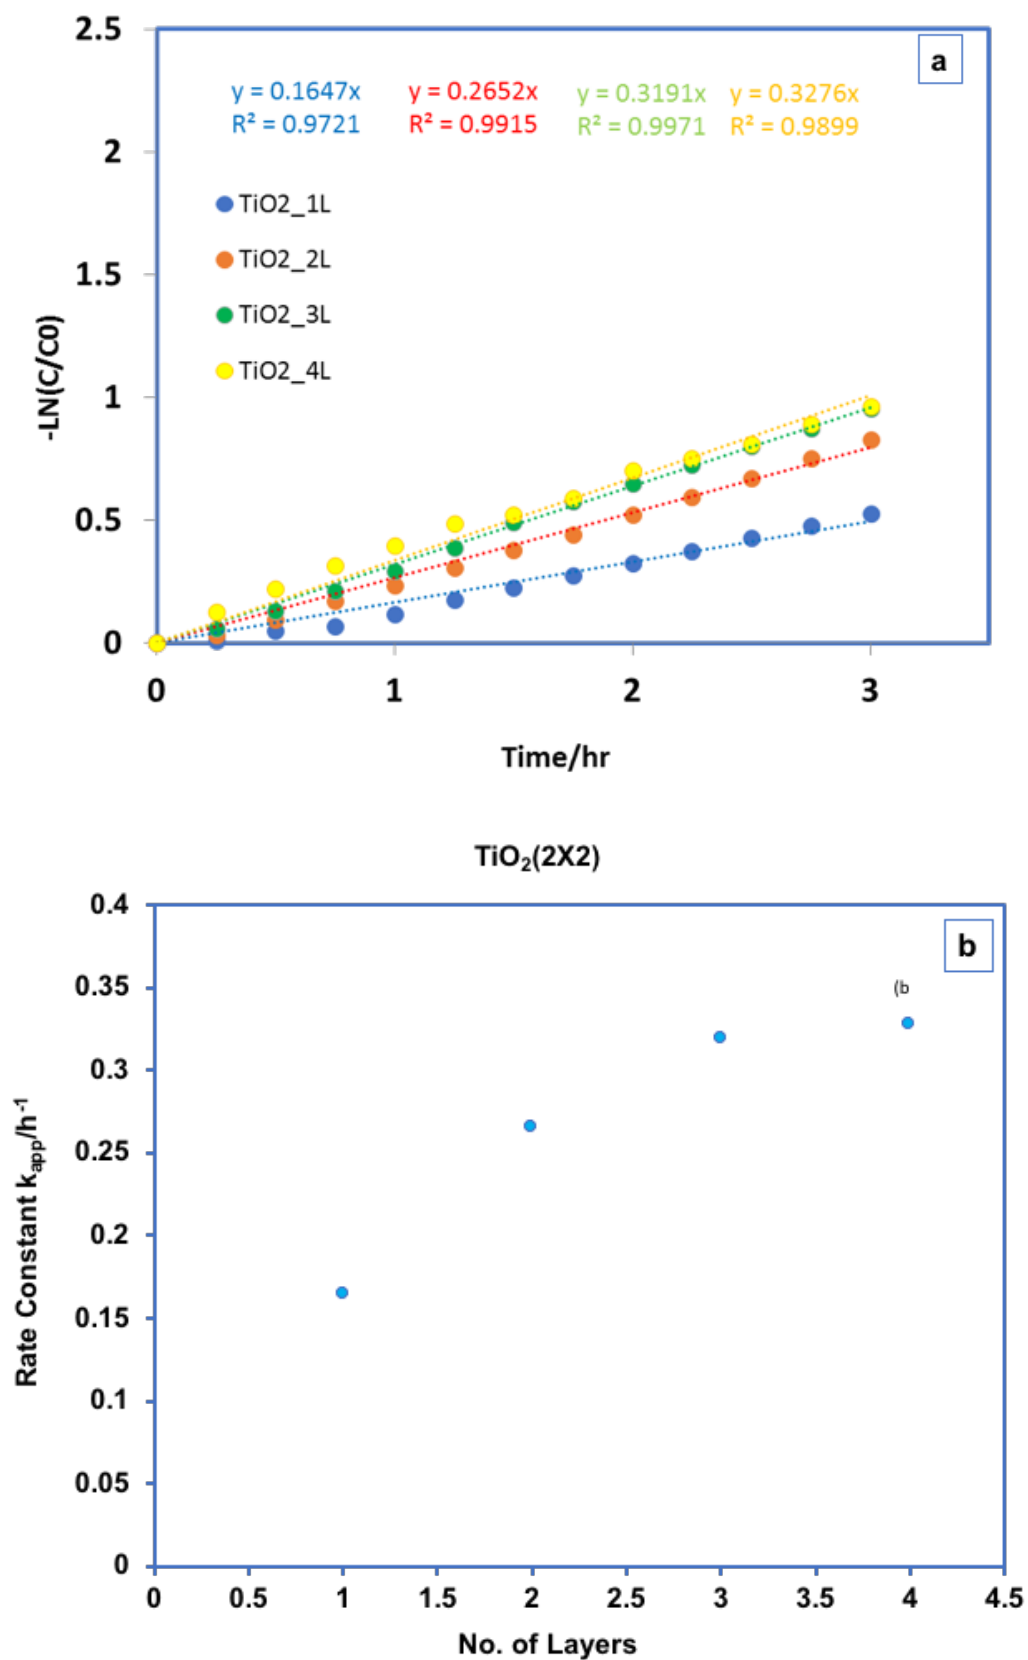 2.5
a
y = 0.1647x y = 0.2652x y = 0.3191x y = 0.3276x
R² = 0.9721 R² = 0.9915 R² = 0.9971 R² = 0.9899
2
TiO2_1L
TiO2_2L
1.5
TiO2_3L
TiO2_4L
-LN(C/C0)
1
0.5
0
0 1 2 3
Time/hr
TiO₂(2X2)
0.4
b
0.35
(b
0.3
0.25
Rate Constant kₐₚₚ/h⁻¹
0.2
0.15
0.1
0.05
0
0 0.5 1 1.5 2 2.5 3 3.5 4 4.5
No. of Layers